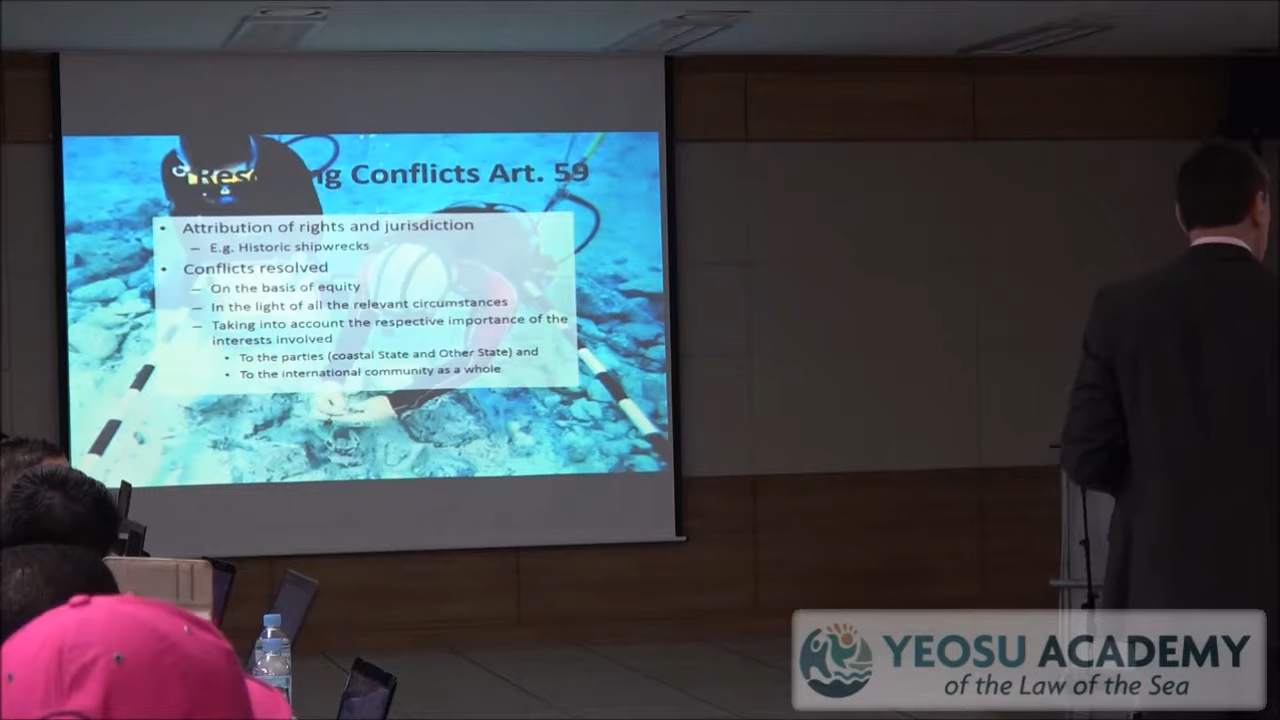 Resolving Conflicts Art. 59
• Attribution of rights and jurisdiction
– E.g. Historic shipwrecks
• Conflicts resolved
– On the basis of equity
– In the light of all the relevant circumstances
– Taking into account the respective importance of the
interests involved
• To the parties (coastal State and Other State) and
• To the international community as a whole
YEOSU ACADEMY
of the Law of the Sea